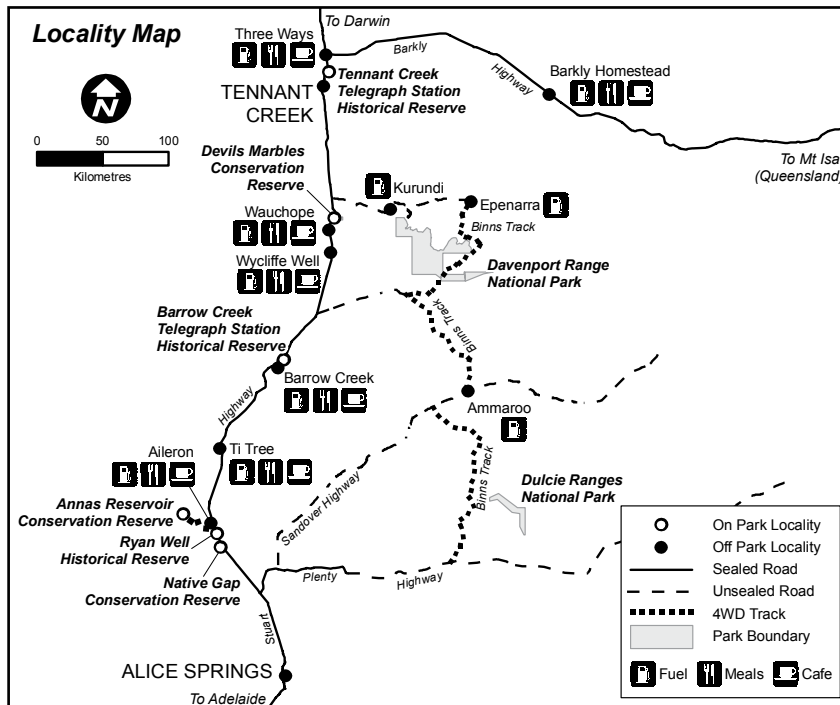 Locality Map
To Darwin
Three Ways
Barkly
Highway
Tennant Creek
Telegraph Station
Historical Reserve
TENNANT
CREEK
Barkly Homestead
N
0 50 100
Kilometres
To Mt Isa
(Queensland)
Devils Marbles
Conservation
Reserve
Kurundi
Epenarra
Binns Track
Wauchope
Wycliffe Well
Davenport Range
National Park
Barrow Creek
Telegraph Station
Historical Reserve
Binns Track
Barrow Creek
Ammaroo
Highway
Aileron
Ti Tree
Binns Track
Dulcie Ranges
National Park
Annas Reservoir
Conservation Reserve
Sandover Highway
Ryan Well
Historical Reserve
Native Gap
Conservation Reserve
Plenty
Highway
Stuart
ALICE SPRINGS
To Adelaide
On Park Locality
Off Park Locality
Sealed Road
Unsealed Road
4WD Track
Park Boundary
Fuel
Meals
Cafe